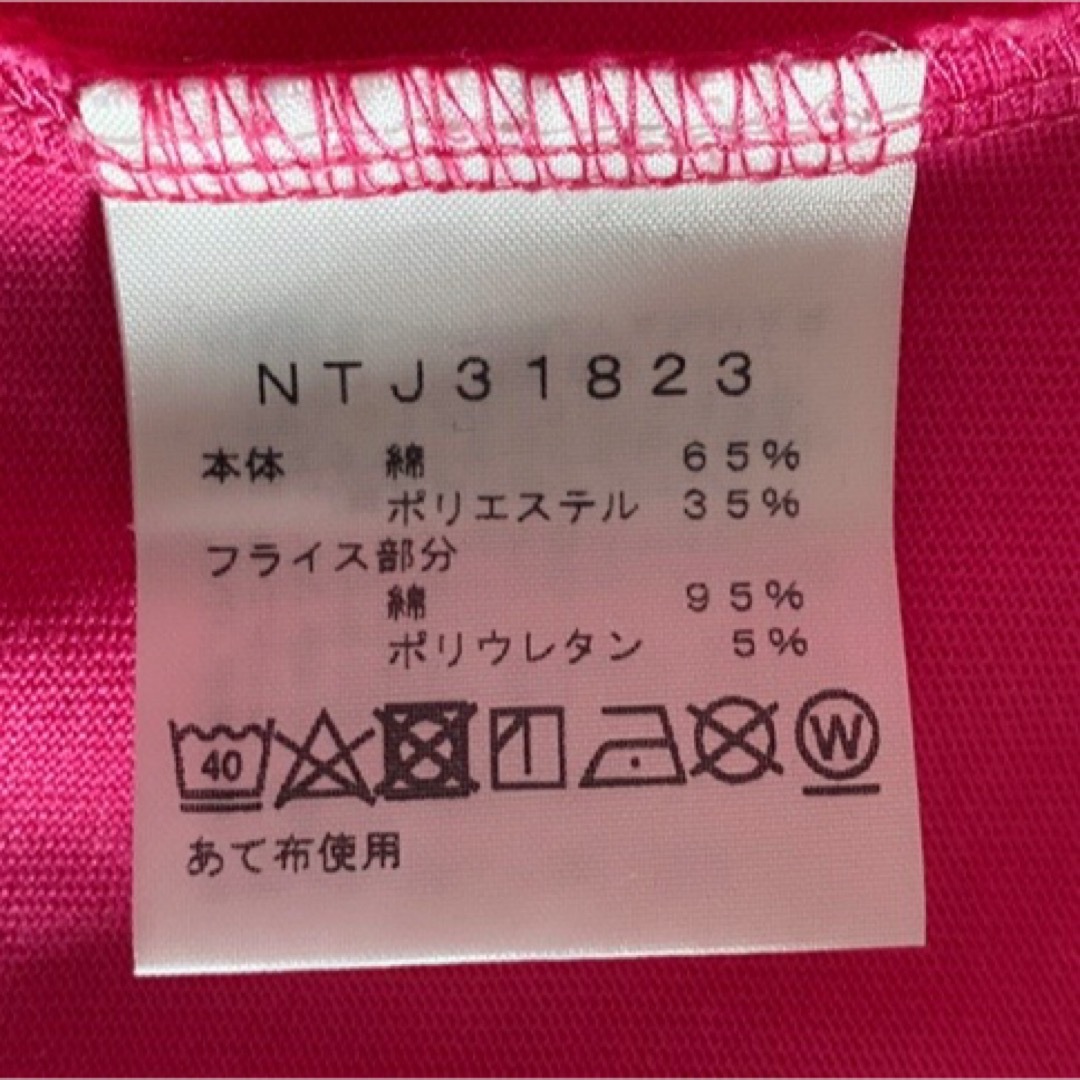 NTJ31823
本体 綿 65%
ポリエステル 35%
フライス部分
綿 95%
ポリウレタン 5%
40 W
あて布使用